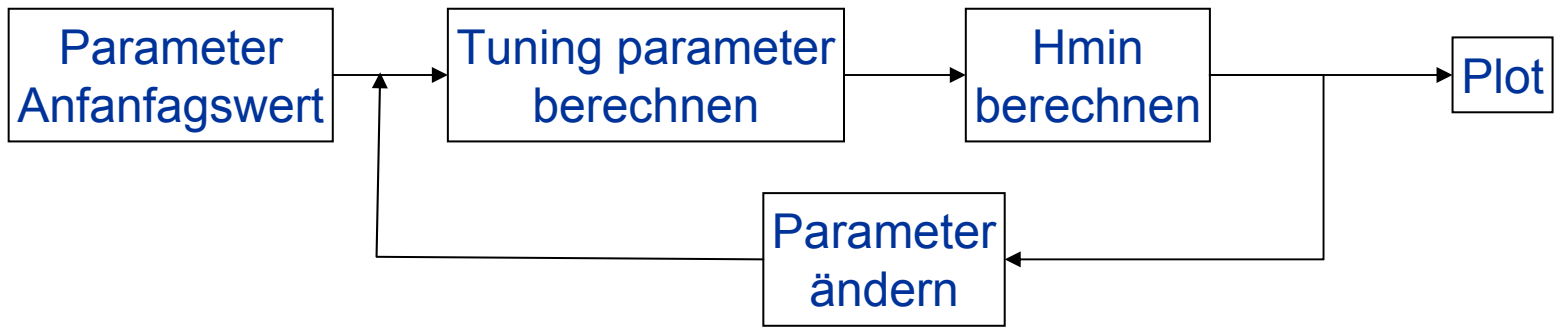 Parameter
Anfanfagswert
Tuning parameter
berechnen
Hmin
berechnen
Plot
Parameter
ändern